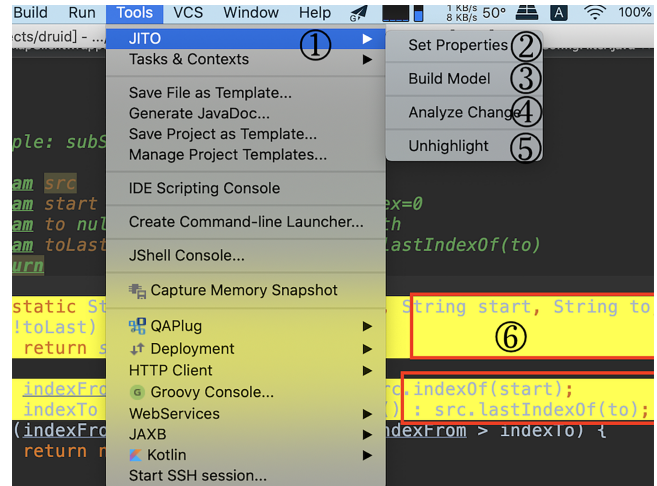 Build Run Tools VCS Window Help 1 KB/s 8 KB/s 50° A 100%
ects/druid] - .../
JITO ①
Tasks & Contexts
Save File as Template...
Generate JavaDoc...
Save Project as Template...
Manage Project Templates...
IDE Scripting Console
Create Command-line Launcher...
JShell Console...
Capture Memory Snapshot
QAPlug
Deployment
HTTP Client
Groovy Console...
WebServices
JAXB
Kotlin
Start SSH session...
Set Properties ②
Build Model ③
Analyze Change ④
Unhighlight ⑤
ple: subS
am src
am start ex=0
am to nul th
am toLast lastIndexOf(to)
urn
static St , String start, String to
!toLast) ⑥
return s
indexFrom rc.indexOf(start);
indexTo () : src.lastIndexOf(to);
(indexFrom ndexFrom > indexTo) {
return n